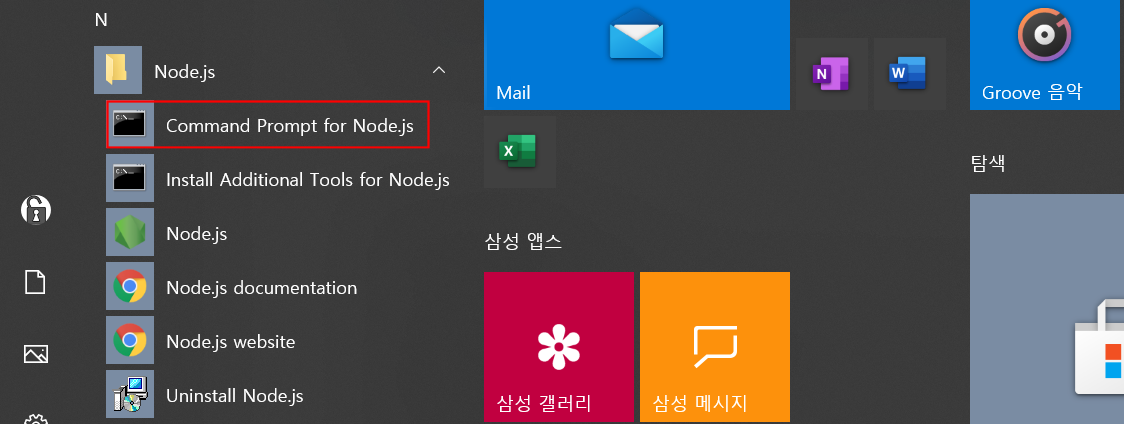 N
Node.js
Command Prompt for Node.js
Install Additional Tools for Node.js
Node.js
Node.js documentation
Node.js website
Uninstall Node.js
Mail
N
W
X
삼성 앱스
삼성 갤러리
삼성 메시지
Groove 음악
탐색